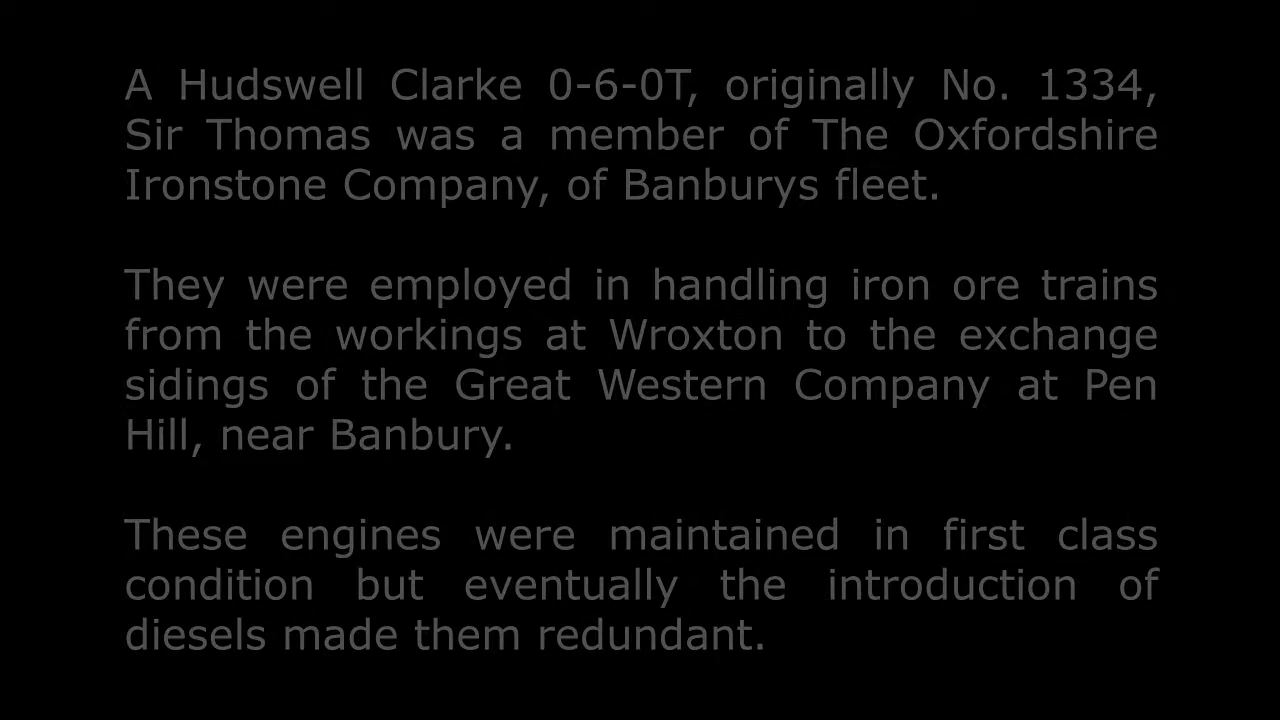 A Hudswell Clarke 0-6-0T, originally No. 1334,
Sir Thomas was a member of The Oxfordshire
Ironstone Company, of Banburys fleet.
They were employed in handling iron ore trains
from the workings at Wroxton to the exchange
sidings of the Great Western Company at Pen
Hill, near Banbury.
These engines were maintained in first class
condition but eventually the introduction of
diesels made them redundant.